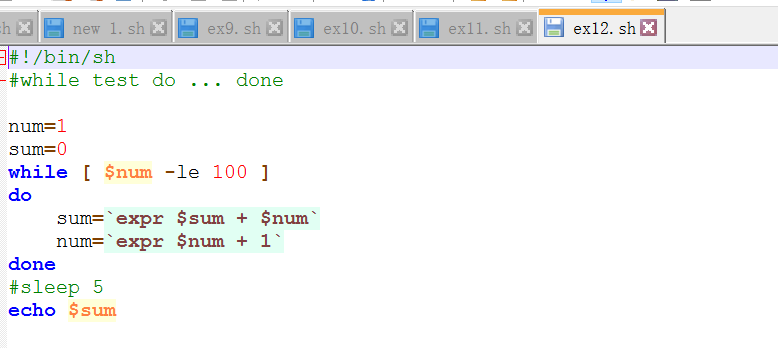 sh new 1.sh ex9.sh ex10.sh ex11.sh ex12.sh
#!/bin/sh
#while test do ... done
num=1
sum=0
while [ $num -le 100 ]
do
    sum=`expr $sum + $num`
    num=`expr $num + 1`
done
#sleep 5
echo $sum